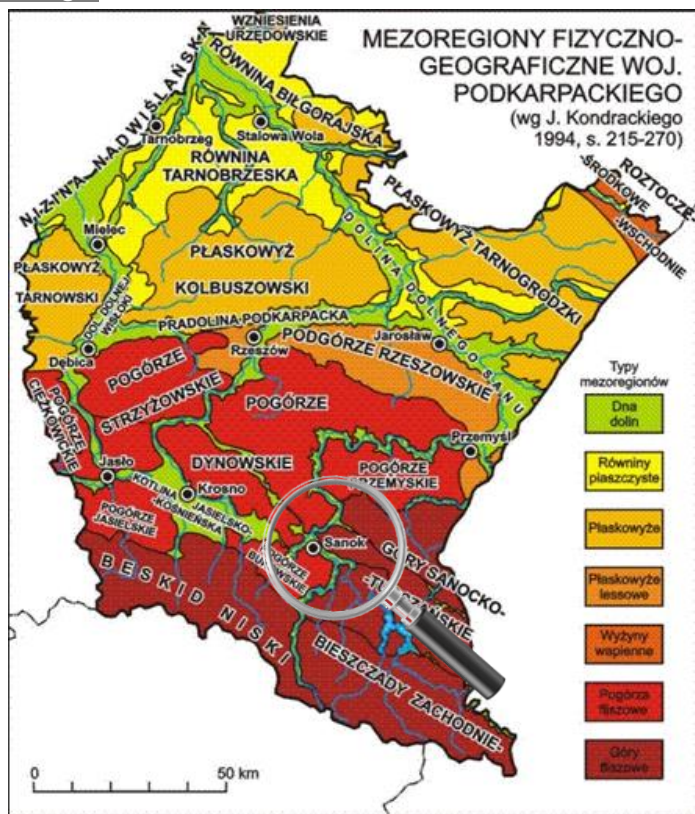 WZNIESIENIA
URZĘDOWSKIE
MEZOREGIONY FIZYCZNO-
GEOGRAFICZNE WOJ.
PODKARPACKIEGO
(wg J. Kondrackiego
1994, s. 215-270)
NIZINA NADWIŚLAŃSKA
RÓWNINA BIŁGORAJSKA
Tarnobrzeg
Stalowa Wola
RÓWNINA
TARNOBRZESKA
ROZTOCZE-
-ŚRODKOWE
-WSCHODNIE
PŁASKOWYŻ TARNOGRODZKI
Mielec
PŁASKOWYŻ
TARNOWSKI
PŁASKOWYŻ
KOLBUSZOWSKI
DOLINA DOLNEGO SANU
DOL. DOLNEJ
WISŁOKI
PRADOLINA PODKARPACKA
Dębica
Rzeszów
PODGÓRZE RZESZOWSKIE
Jarosław
POGÓRZE
STRZYŻOWSKIE
POGÓRZE
CIĘŻKOWICKIE
POGÓRZE
DYNOWSKIE
Przemyśl
POGÓRZE
PRZEMYSKIE
Jasło
Krosno
KOTLINA
JASIELSKO-
-KOŚNIEŃSKA
POGÓRZE
JASIELSKIE
POGÓRZE
Sanok
GÓRY SANOCKO-
BESKID NISKI
BIESZCZADY ZACHODNIE-
Typy
mezoregionów
Dna
dolin
Równiny
piaszczyste
Płaskowyże
Płaskowyże
lessowe
Wyżyny
wapienne
Pogórza
fliszowe
Góry
fliszowe
0 50 km